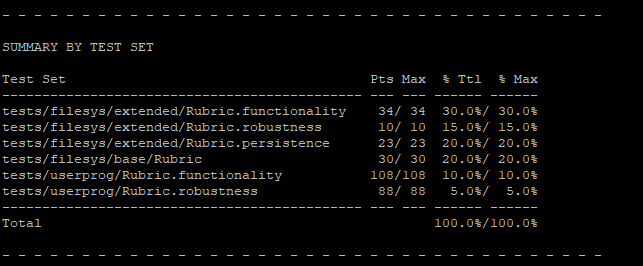 - - - - - - - - - - - - - - - - - - - - - - - - - - - - - - - - - - - - - -
SUMMARY BY TEST SET
Test Set                                      Pts Max  % Ttl  % Max
--------------------------------------------- --- --- ------ ------
tests/filesys/extended/Rubric.functionality    34/ 34  30.0%/ 30.0%
tests/filesys/extended/Rubric.robustness       10/ 10  15.0%/ 15.0%
tests/filesys/extended/Rubric.persistence      23/ 23  20.0%/ 20.0%
tests/filesys/base/Rubric                      30/ 30  20.0%/ 20.0%
tests/userprog/Rubric.functionality           108/108  10.0%/ 10.0%
tests/userprog/Rubric.robustness               88/ 88   5.0%/  5.0%
--------------------------------------------- --- --- ------ ------
Total                                                 100.0%/100.0%
- - - - - - - - - - - - - - - - - - - - - - - - - - - - - - - - - - - - - -